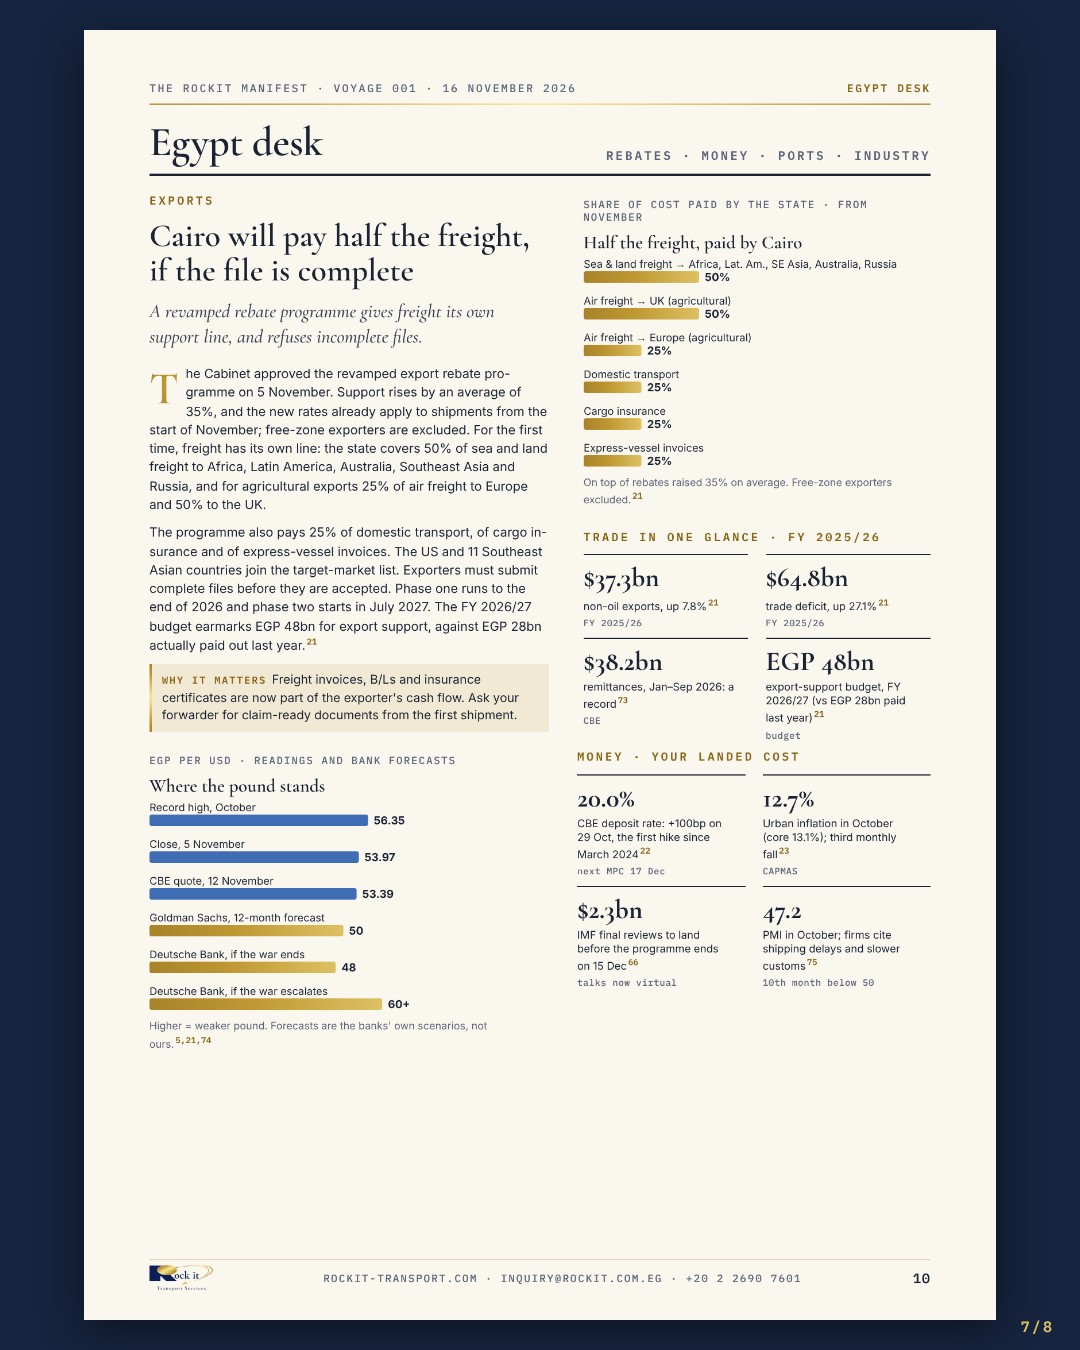 THE ROCKIT MANIFEST · VOYAGE 001 · 16 NOVEMBER 2026
EGYPT DESK
Egypt desk
REBATES · MONEY · PORTS · INDUSTRY
EXPORTS
Cairo will pay half the freight,
if the file is complete
A revamped rebate programme gives freight its own
support line, and refuses incomplete files.
The Cabinet approved the revamped export rebate pro-
gramme on 5 November. Support rises by an average of
35%, and the new rates already apply to shipments from the
start of November; free-zone exporters are excluded. For the first
time, freight has its own line: the state covers 50% of sea and land
freight to Africa, Latin America, Australia, Southeast Asia and
Russia, and for agricultural exports 25% of air freight to Europe
and 50% to the UK.
The programme also pays 25% of domestic transport, of cargo in-
surance and of express-vessel invoices. The US and 11 Southeast
Asian countries join the target-market list. Exporters must submit
complete files before they are accepted. Phase one runs to the
end of 2026 and phase two starts in July 2027. The FY 2026/27
budget earmarks EGP 48bn for export support, against EGP 28bn
actually paid out last year.21
WHY IT MATTERS Freight invoices, B/Ls and insurance
certificates are now part of the exporter's cash flow. Ask your
forwarder for claim-ready documents from the first shipment.
EGP PER USD · READINGS AND BANK FORECASTS
Where the pound stands
Record high, October
56.35
Close, 5 November
53.97
CBE quote, 12 November
53.39
Goldman Sachs, 12-month forecast
50
Deutsche Bank, if the war ends
48
Deutsche Bank, if the war escalates
60+
Higher = weaker pound. Forecasts are the banks' own scenarios, not
ours.5,21,74
SHARE OF COST PAID BY THE STATE · FROM
NOVEMBER
Half the freight, paid by Cairo
Sea & land freight → Africa, Lat. Am., SE Asia, Australia, Russia
50%
Air freight → UK (agricultural)
50%
Air freight → Europe (agricultural)
25%
Domestic transport
25%
Cargo insurance
25%
Express-vessel invoices
25%
On top of rebates raised 35% on average. Free-zone exporters
excluded.21
TRADE IN ONE GLANCE · FY 2025/26
$37.3bn
non-oil exports, up 7.8%21
FY 2025/26
$64.8bn
trade deficit, up 27.1%21
FY 2025/26
$38.2bn
remittances, Jan–Sep 2026: a
record73
CBE
EGP 48bn
export-support budget, FY
2026/27 (vs EGP 28bn paid
last year)21
budget
MONEY · YOUR LANDED COST
20.0%
CBE deposit rate: +100bp on
29 Oct, the first hike since
March 202422
next MPC 17 Dec
12.7%
Urban inflation in October
(core 13.1%); third monthly
fall23
CAPMAS
$2.3bn
IMF final reviews to land
before the programme ends
on 15 Dec66
talks now virtual
47.2
PMI in October; firms cite
shipping delays and slower
customs75
10th month below 50
Rock it
Transport Services
ROCKIT-TRANSPORT.COM · INQUIRY@ROCKIT.COM.EG · +20 2 2690 7601
10
7/8